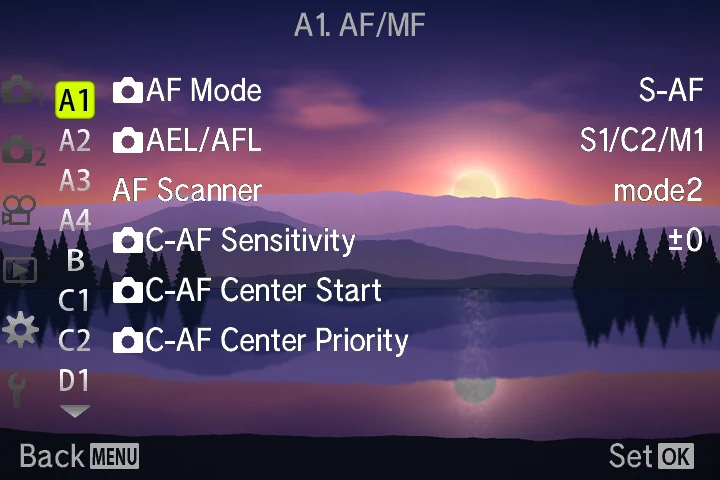 A1. AF/MF
A1 AF Mode S-AF
A2 AEL/AFL S1/C2/M1
A3 AF Scanner mode2
A4 C-AF Sensitivity ±0
B C-AF Center Start
C1 C-AF Center Priority
C2
D1
2
Back MENU Set OK